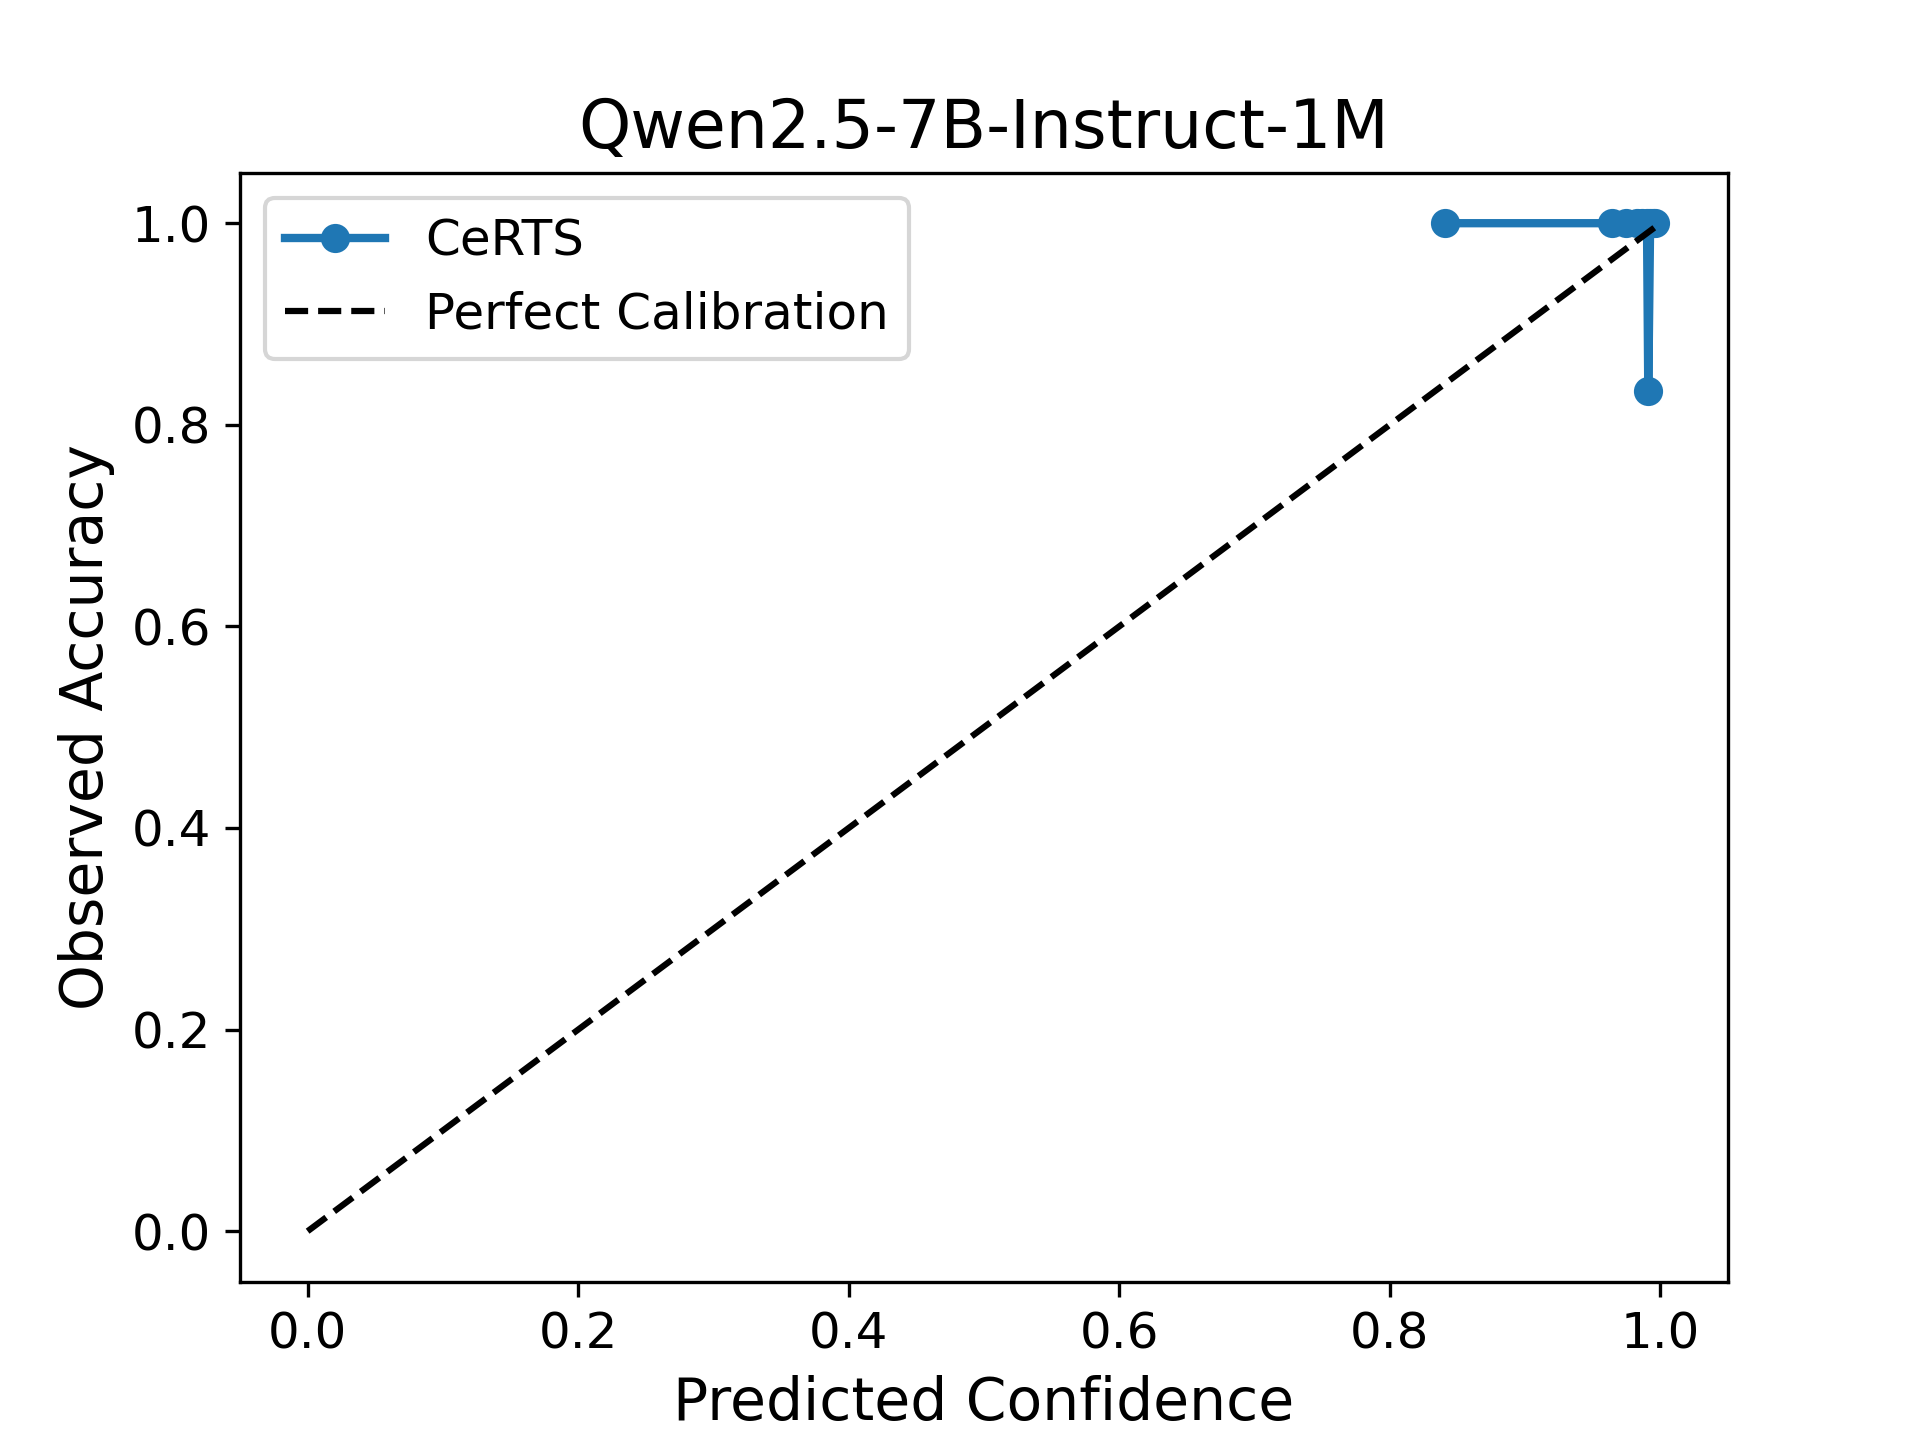 Qwen2.5-7B-Instruct-1M
CeRTS
Perfect Calibration
1.0
0.8
0.6
0.4
0.2
0.0
Observed Accuracy
0.0 0.2 0.4 0.6 0.8 1.0
Predicted Confidence